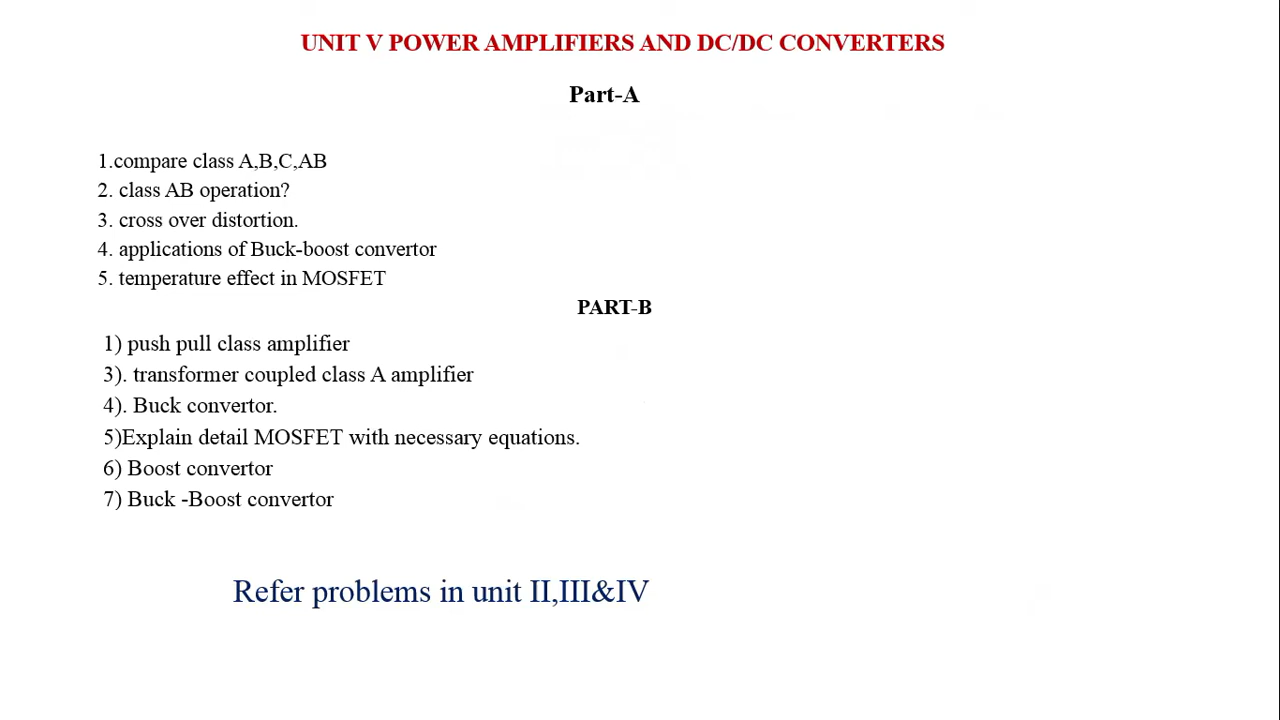 UNIT V POWER AMPLIFIERS AND DC/DC CONVERTERS
Part-A
1.compare class A,B,C,AB
2. class AB operation?
3. cross over distortion.
4. applications of Buck-boost convertor
5. temperature effect in MOSFET
PART-B
1) push pull class amplifier
3). transformer coupled class A amplifier
4). Buck convertor.
5)Explain detail MOSFET with necessary equations.
6) Boost convertor
7) Buck -Boost convertor
Refer problems in unit II,III&IV